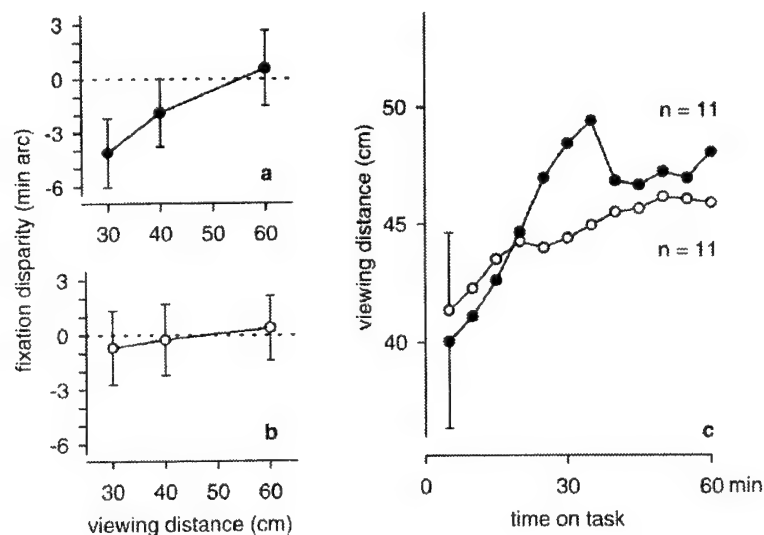 fixation disparity (min arc)
3
0
-3
-6
a
30 40 50 60
3
0
-3
-6
b
30 40 50 60
viewing distance (cm)
viewing distance (cm)
50
45
40
n = 11
n = 11
c
0 30 60 min
time on task